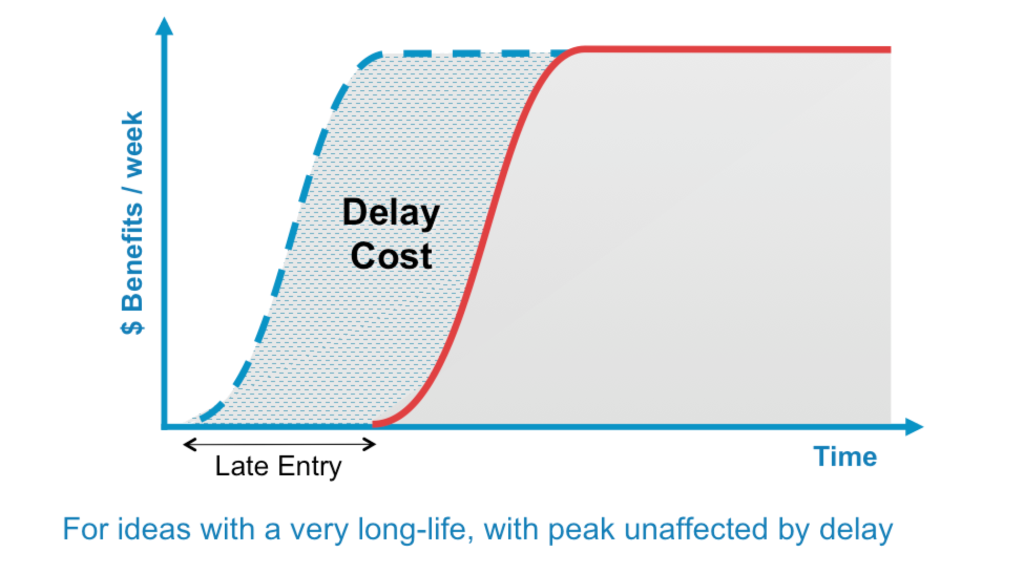 $ Benefits / week
Delay
Cost
Late Entry
Time
For ideas with a very long-life, with peak unaffected by delay